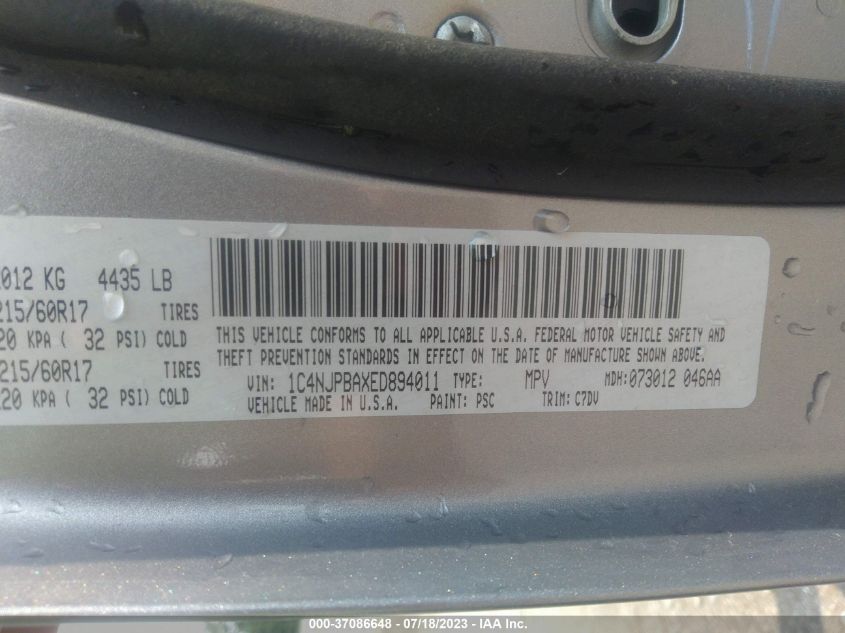 2012 KG 4435 LB
215/60R17 TIRES
20 KPA ( 32 PSI) COLD
215/60R17 TIRES
20 KPA ( 32 PSI) COLD
THIS VEHICLE CONFORMS TO ALL APPLICABLE U.S.A. FEDERAL MOTOR VEHICLE SAFETY AND
THEFT PREVENTION STANDARDS IN EFFECT ON THE DATE OF MANUFACTURE SHOWN ABOVE.
VIN: 1C4NJPBAXED894011 TYPE: MPV MDH:073012 046AA
VEHICLE MADE IN U.S.A. PAINT: PSC TRIM: C7DV
000-37086648 - 07/18/2023 - IAA Inc.